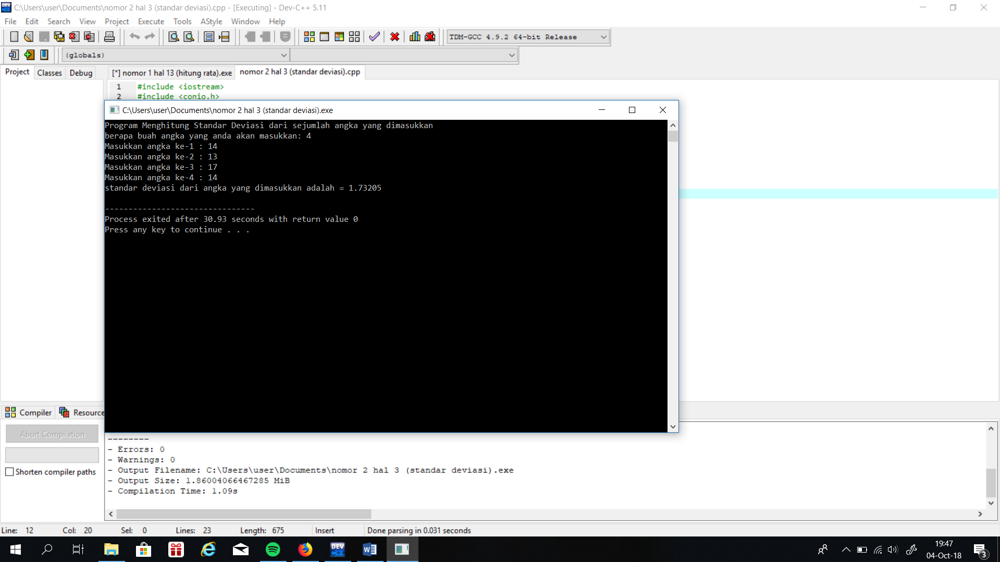 C:\Users\user\Documents\nomor 2 hal 3 (standar deviasi).cpp - [Executing] - Dev-C++ 5.11
File Edit Search View Project Execute Tools AStyle Window Help
TDM-GCC 4.9.2 64-bit Release
(globals)
Project Classes Debug
[*] nomor 1 hal 13 (hitung rata).exe nomor 2 hal 3 (standar deviasi).cpp
1 #include <iostream>
2 #include <conio.h>
C:\Users\user\Documents\nomor 2 hal 3 (standar deviasi).exe
Program Menghitung Standar Deviasi dari sejumlah angka yang dimasukkan
berapa buah angka yang anda akan masukkan: 4
Masukkan angka ke-1 : 14
Masukkan angka ke-2 : 13
Masukkan angka ke-3 : 17
Masukkan angka ke-4 : 14
standar deviasi dari angka yang dimasukkan adalah = 1.73205
--------------------------------
Process exited after 30.93 seconds with return value 0
Press any key to continue . . .
Compiler Resource
Abort Compilation
Shorten compiler paths
--------
- Errors: 0
- Warnings: 0
- Output Filename: C:\Users\user\Documents\nomor 2 hal 3 (standar deviasi).exe
- Output Size: 1.86004066467285 MiB
- Compilation Time: 1.09s
Line: 12 Col: 20 Sel: 0 Lines: 23 Length: 675 Insert Done parsing in 0.031 seconds
DEV C++
19:47
04-Oct-18
3